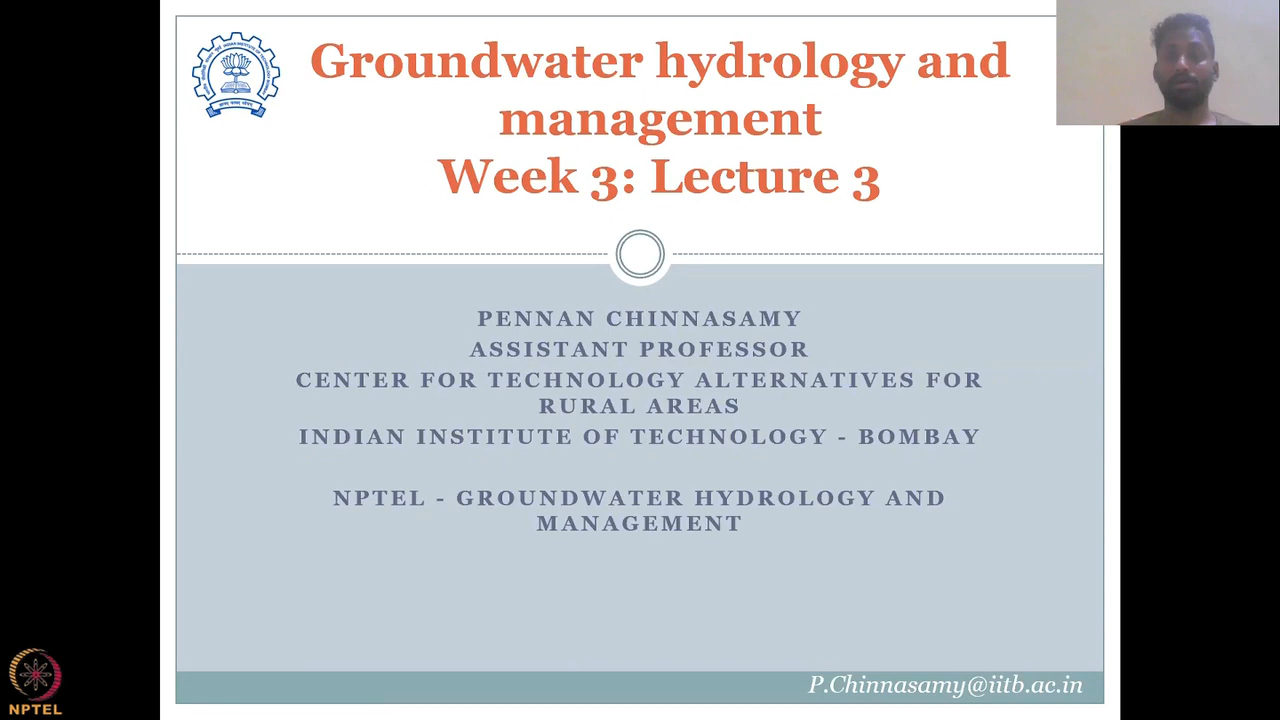 Groundwater hydrology and
management
Week 3: Lecture 3
PENNAN CHINNASAMY
ASSISTANT PROFESSOR
CENTER FOR TECHNOLOGY ALTERNATIVES FOR
RURAL AREAS
INDIAN INSTITUTE OF TECHNOLOGY - BOMBAY
NPTEL - GROUNDWATER HYDROLOGY AND
MANAGEMENT
P.Chinnasamy@iitb.ac.in
NPTEL